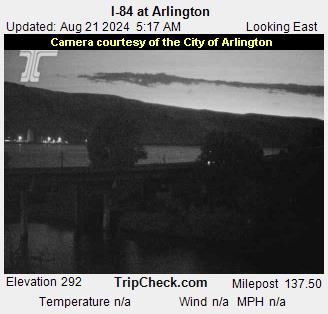 I-84 at Arlington
Updated: Aug 21 2024 5:17 AM Looking East
Camera courtesy of the City of Arlington
Elevation 292 TripCheck.com Milepost 137.50
Temperature n/a Wind n/a MPH n/a